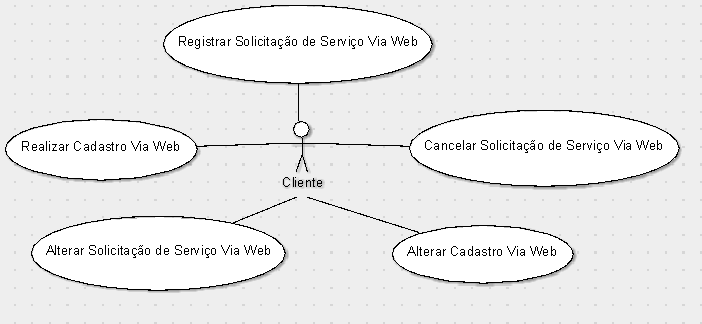 Registrar Solicitação de Serviço Via Web
Realizar Cadastro Via Web
Cancelar Solicitação de Serviço Via Web
Cliente
Alterar Solicitação de Serviço Via Web
Alterar Cadastro Via Web